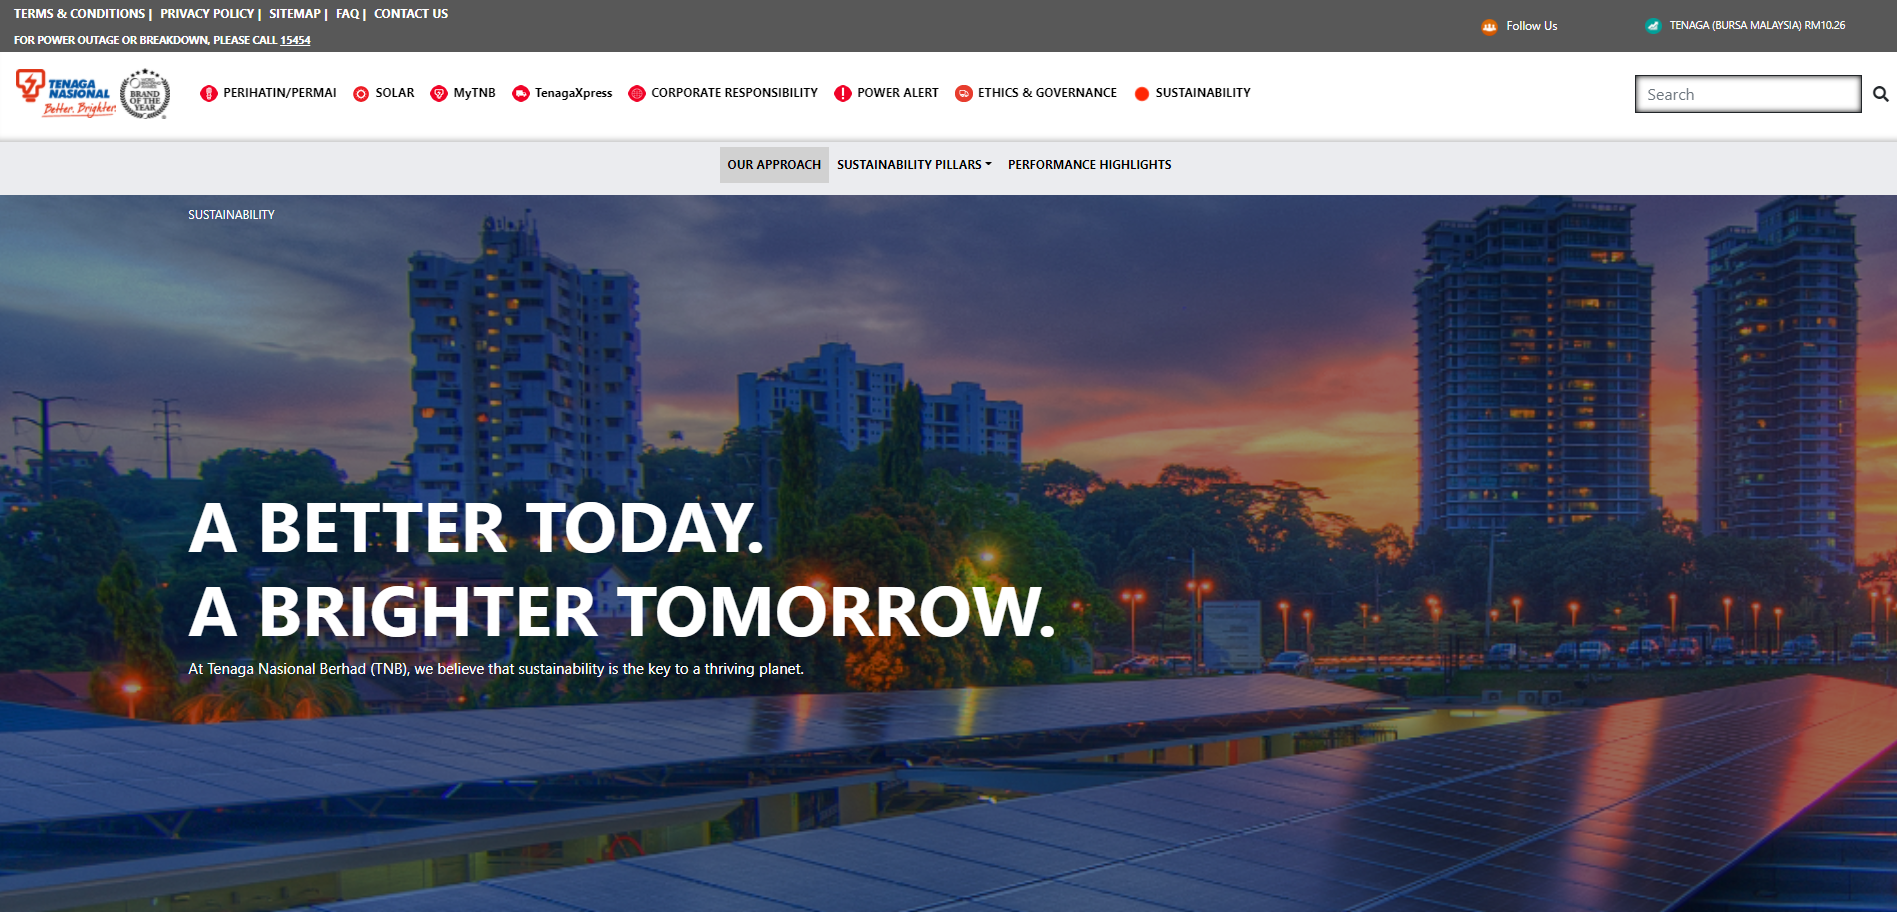 TERMS & CONDITIONS | PRIVACY POLICY | SITEMAP | FAQ | CONTACT US
FOR POWER OUTAGE OR BREAKDOWN, PLEASE CALL 15454
Follow Us
TENAGA (BURSA MALAYSIA) RM10.26
TENAGA
NASIONAL
Better. Brighter.
BRAND
OF THE
YEAR
PERIHATIN/PERMAI
SOLAR
MyTNB
TenagaXpress
CORPORATE RESPONSIBILITY
POWER ALERT
ETHICS & GOVERNANCE
SUSTAINABILITY
Search
OUR APPROACH
SUSTAINABILITY PILLARS
PERFORMANCE HIGHLIGHTS
SUSTAINABILITY
A BETTER TODAY.
A BRIGHTER TOMORROW.
At Tenaga Nasional Berhad (TNB), we believe that sustainability is the key to a thriving planet.